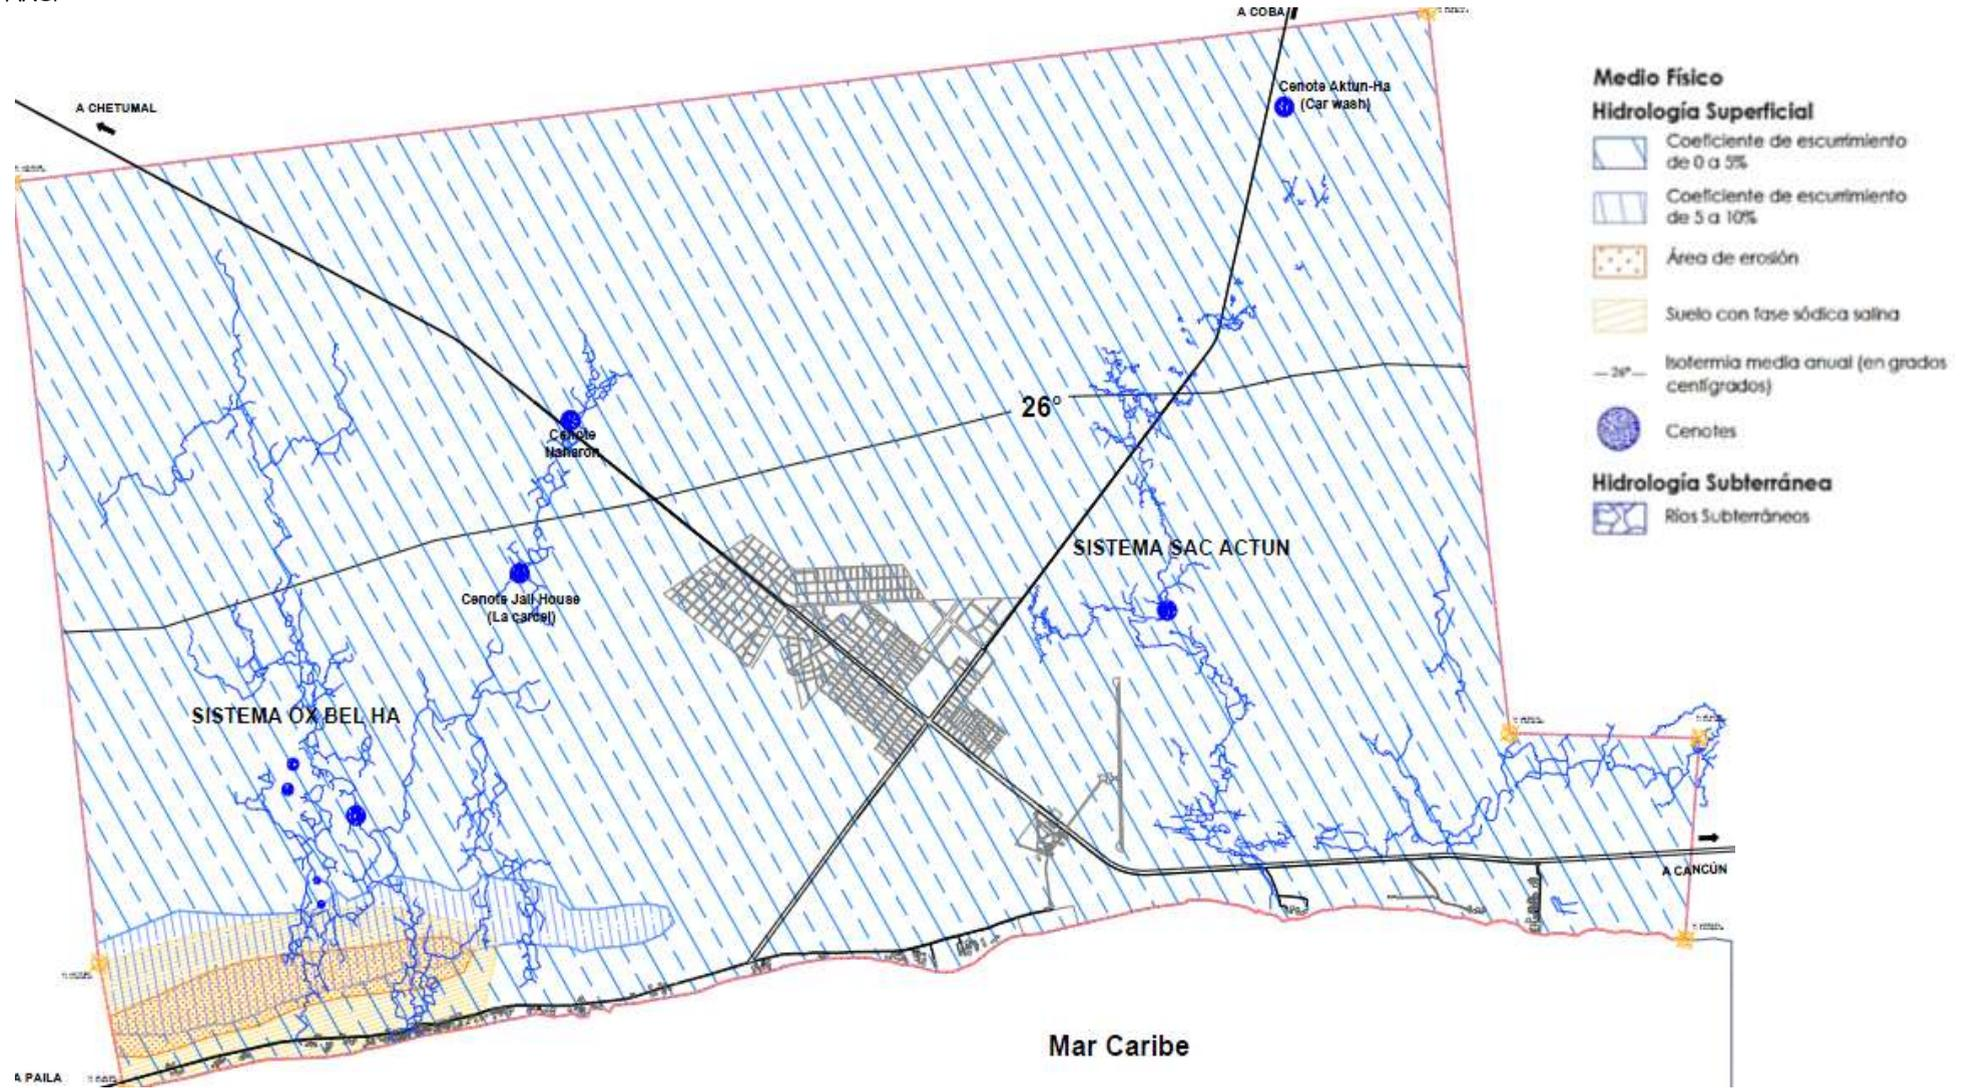 A COBA
Cenote Aktun-Ha
(Car wash)
A CHETUMAL
Medio Físico
Hidrología Superficial
Coeficiente de escurrimiento
de 0 a 5%
Coeficiente de escurrimiento
de 5 a 10%
Área de erosión
Suelo con fase sódica salina
26°
Isotermia media anual (en grados
centígrados)
Cenotes
Hidrología Subterránea
Ríos Subterráneos
26°
Cenote
Naharon
SISTEMA SAC ACTUN
Cenote Jail House
(La carcel)
SISTEMA OX BEL HA
A CANCÚN
Mar Caribe
A PAILA